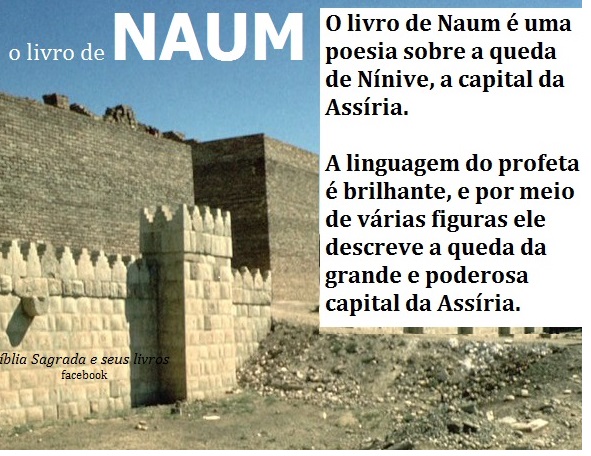 o livro de NAUM
O livro de Naum é uma
poesia sobre a queda
de Nínive, a capital da
Assíria.
A linguagem do profeta
é brilhante, e por meio
de várias figuras ele
descreve a queda da
grande e poderosa
capital da Assíria.
íblia Sagrada e seus livros
facebook